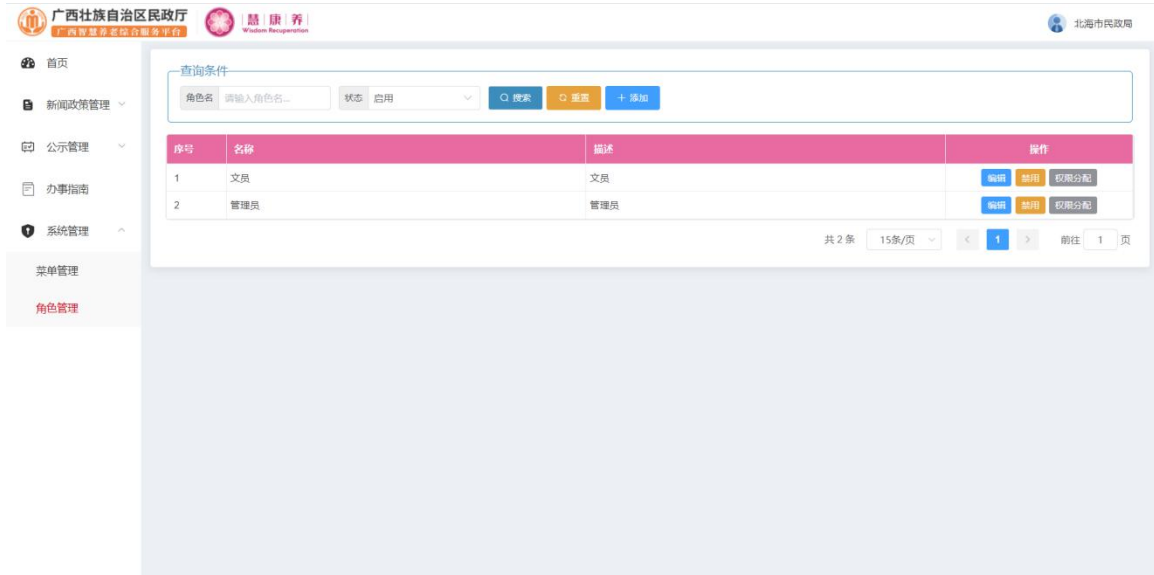 广西壮族自治区民政厅
广西智慧养老综合服务平台
慧康养
Wisdom Recuperation
北海市民政局
首页
新闻政策管理
公示管理
办事指南
系统管理
菜单管理
角色管理
查询条件
角色名 请输入角色名... 状态 启用 搜索 重置 添加
序号 名称 描述 操作
1 文员 文员 编辑 禁用 权限分配
2 管理员 管理员 编辑 禁用 权限分配
共 2 条 15条/页 1 前往 1 页